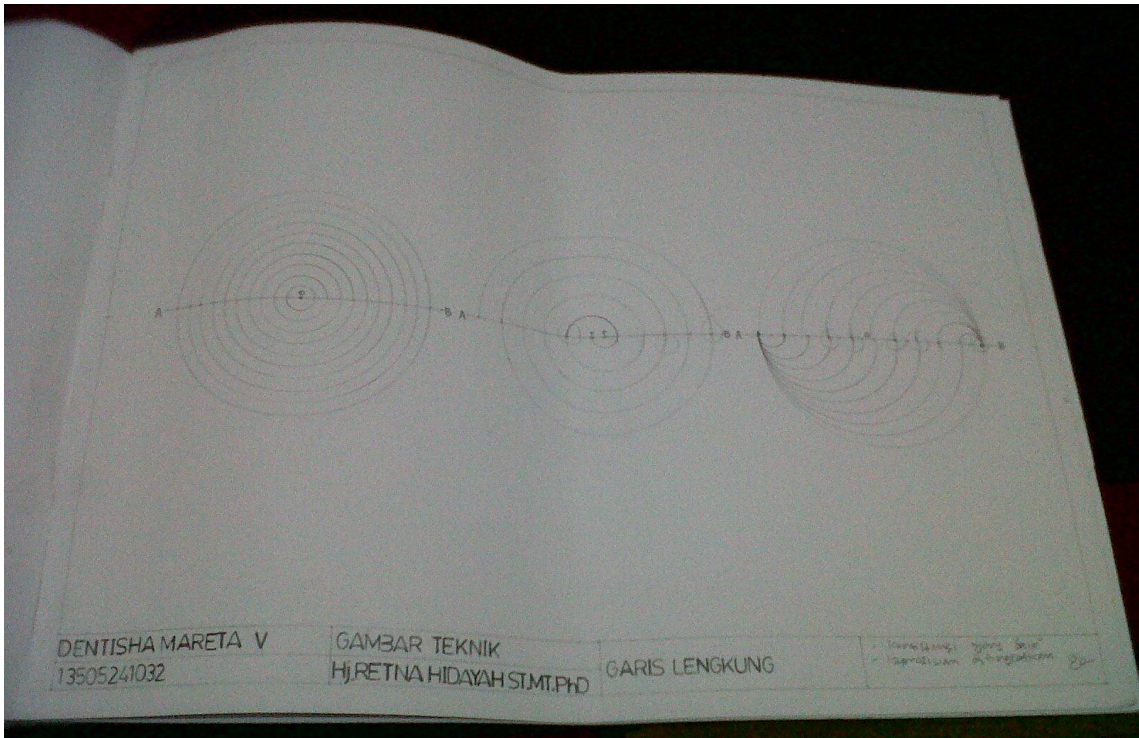 A B A B A B
DENTISHA MARETA V
13505241032
GAMBAR TEKNIK
Hj.RETNA HIDAYAH ST.MT.PhD
GARIS LENGKUNG